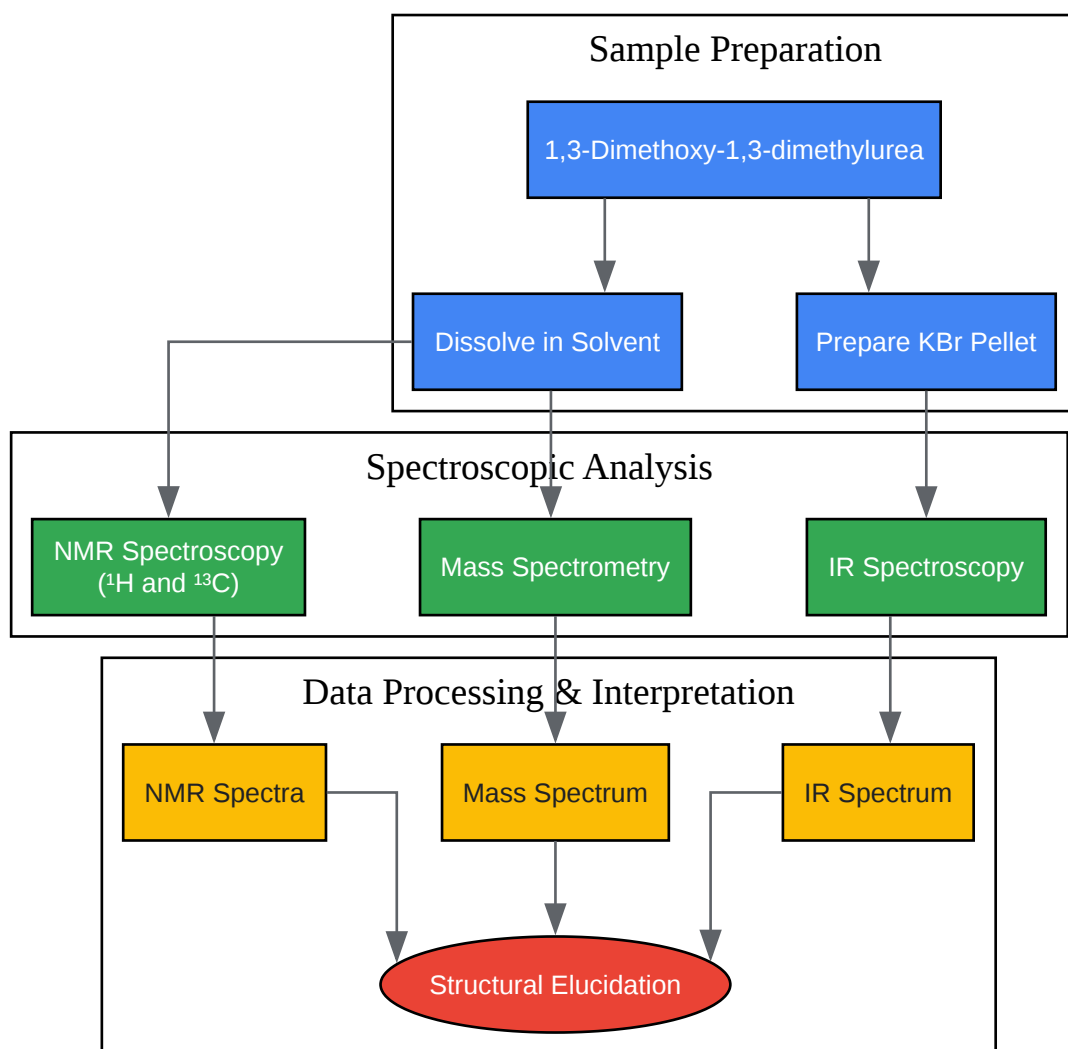 Sample Preparation
1,3-Dimethoxy-1,3-dimethylurea
Dissolve in Solvent
Prepare KBr Pellet
Spectroscopic Analysis
NMR Spectroscopy
(¹H and ¹³C)
Mass Spectrometry
IR Spectroscopy
Data Processing & Interpretation
NMR Spectra
Mass Spectrum
IR Spectrum
Structural Elucidation